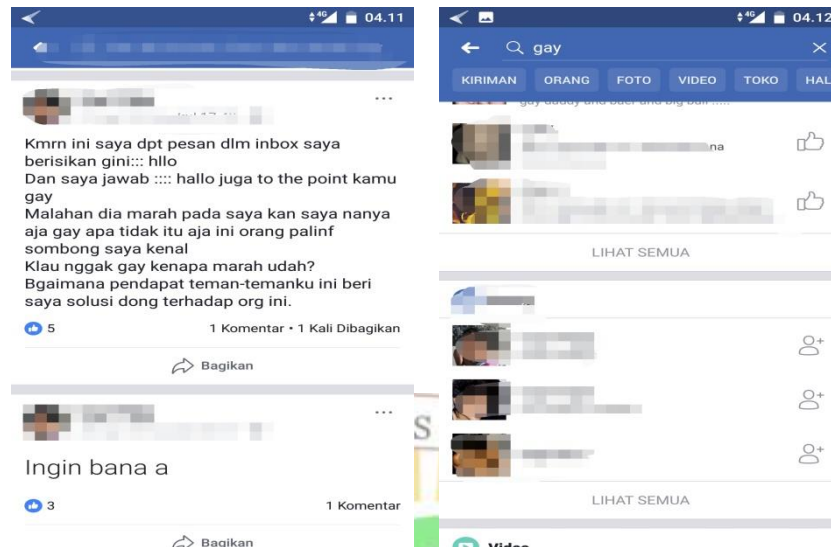 4G 04.11
...
Kmrn ini saya dpt pesan dlm inbox saya
berisikan gini::: hllo
Dan saya jawab :::: hallo juga to the point kamu
gay
Malahan dia marah pada saya kan saya nanya
aja gay apa tidak itu aja ini orang palinf
sombong saya kenal
Klau nggak gay kenapa marah udah?
Bgaimana pendapat teman-temanku ini beri
saya solusi dong terhadap org ini.
5 1 Komentar • 1 Kali Dibagikan
Bagikan
...
Ingin bana a
3 1 Komentar
Bagikan
S
4G 04.12
gay
KIRIMAN ORANG FOTO VIDEO TOKO HAL
na
LIHAT SEMUA
LIHAT SEMUA
Video